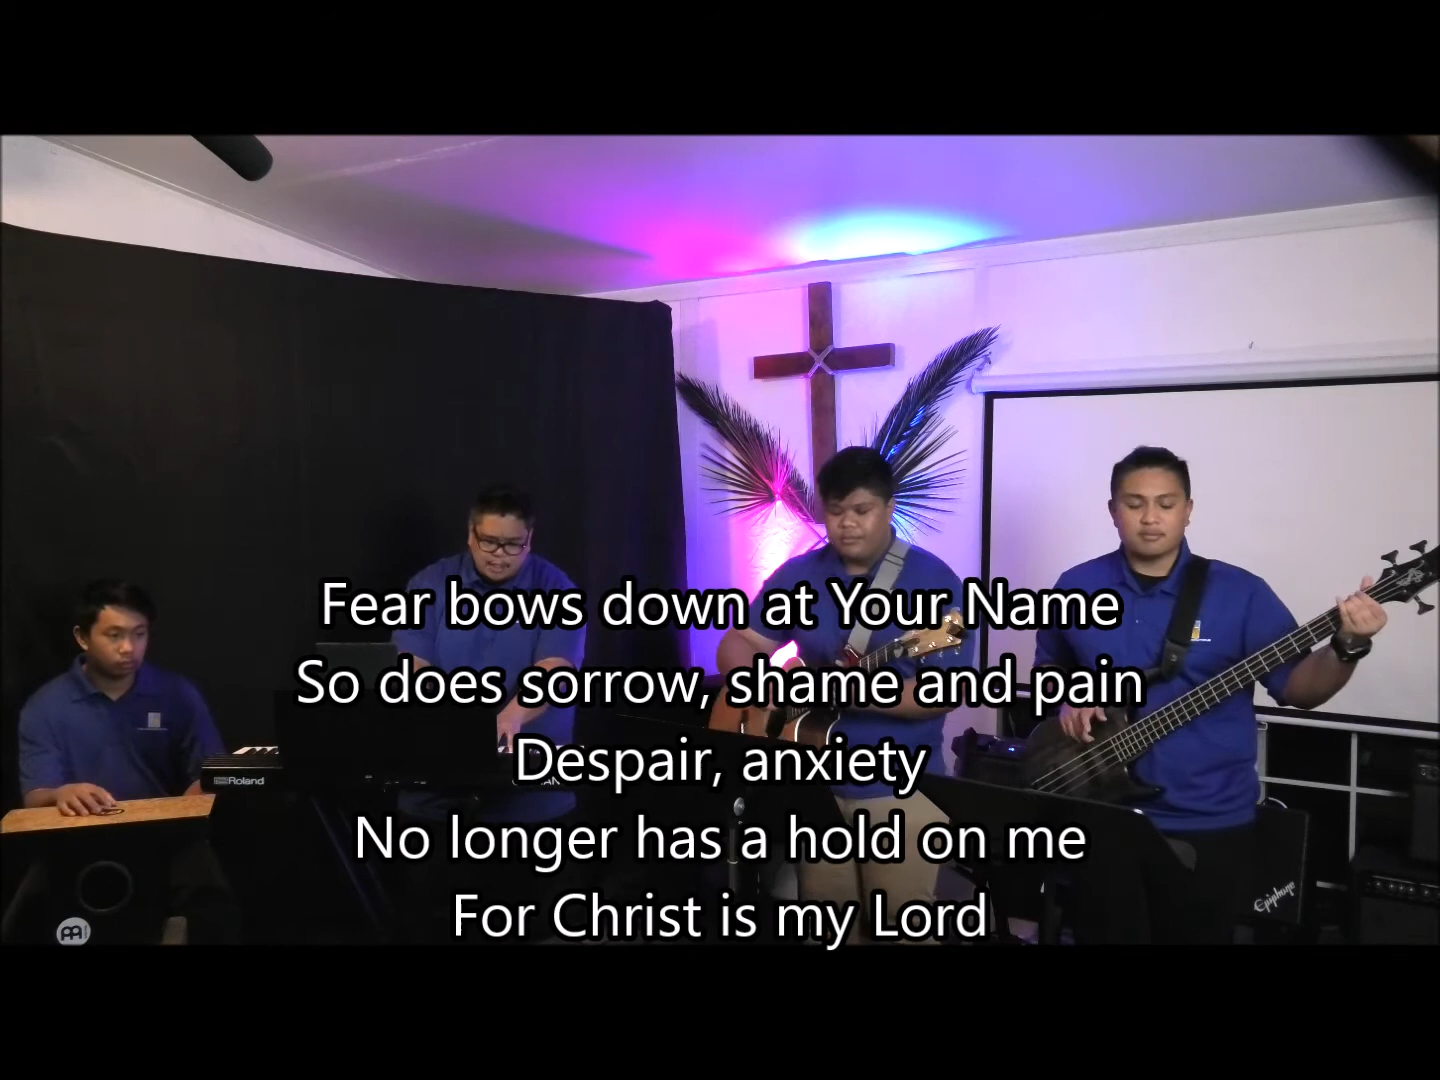 Fear bows down at Your Name
So does sorrow, shame and pain
Despair, anxiety
No longer has a hold on me
For Christ is my Lord
Roland
Epiphone